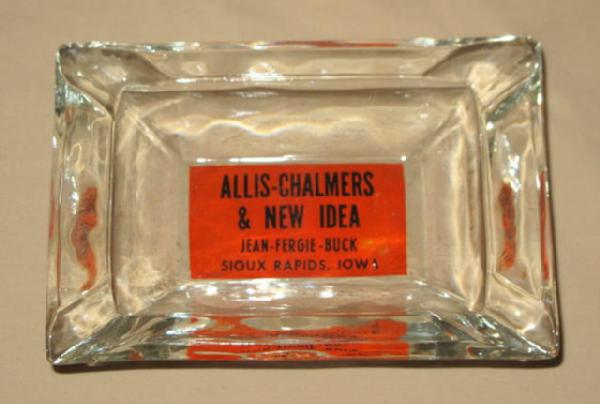 ALLIS-CHALMERS
& NEW IDEA
JEAN-FERGIE-BUCK
SIOUX RAPIDS, IOWA